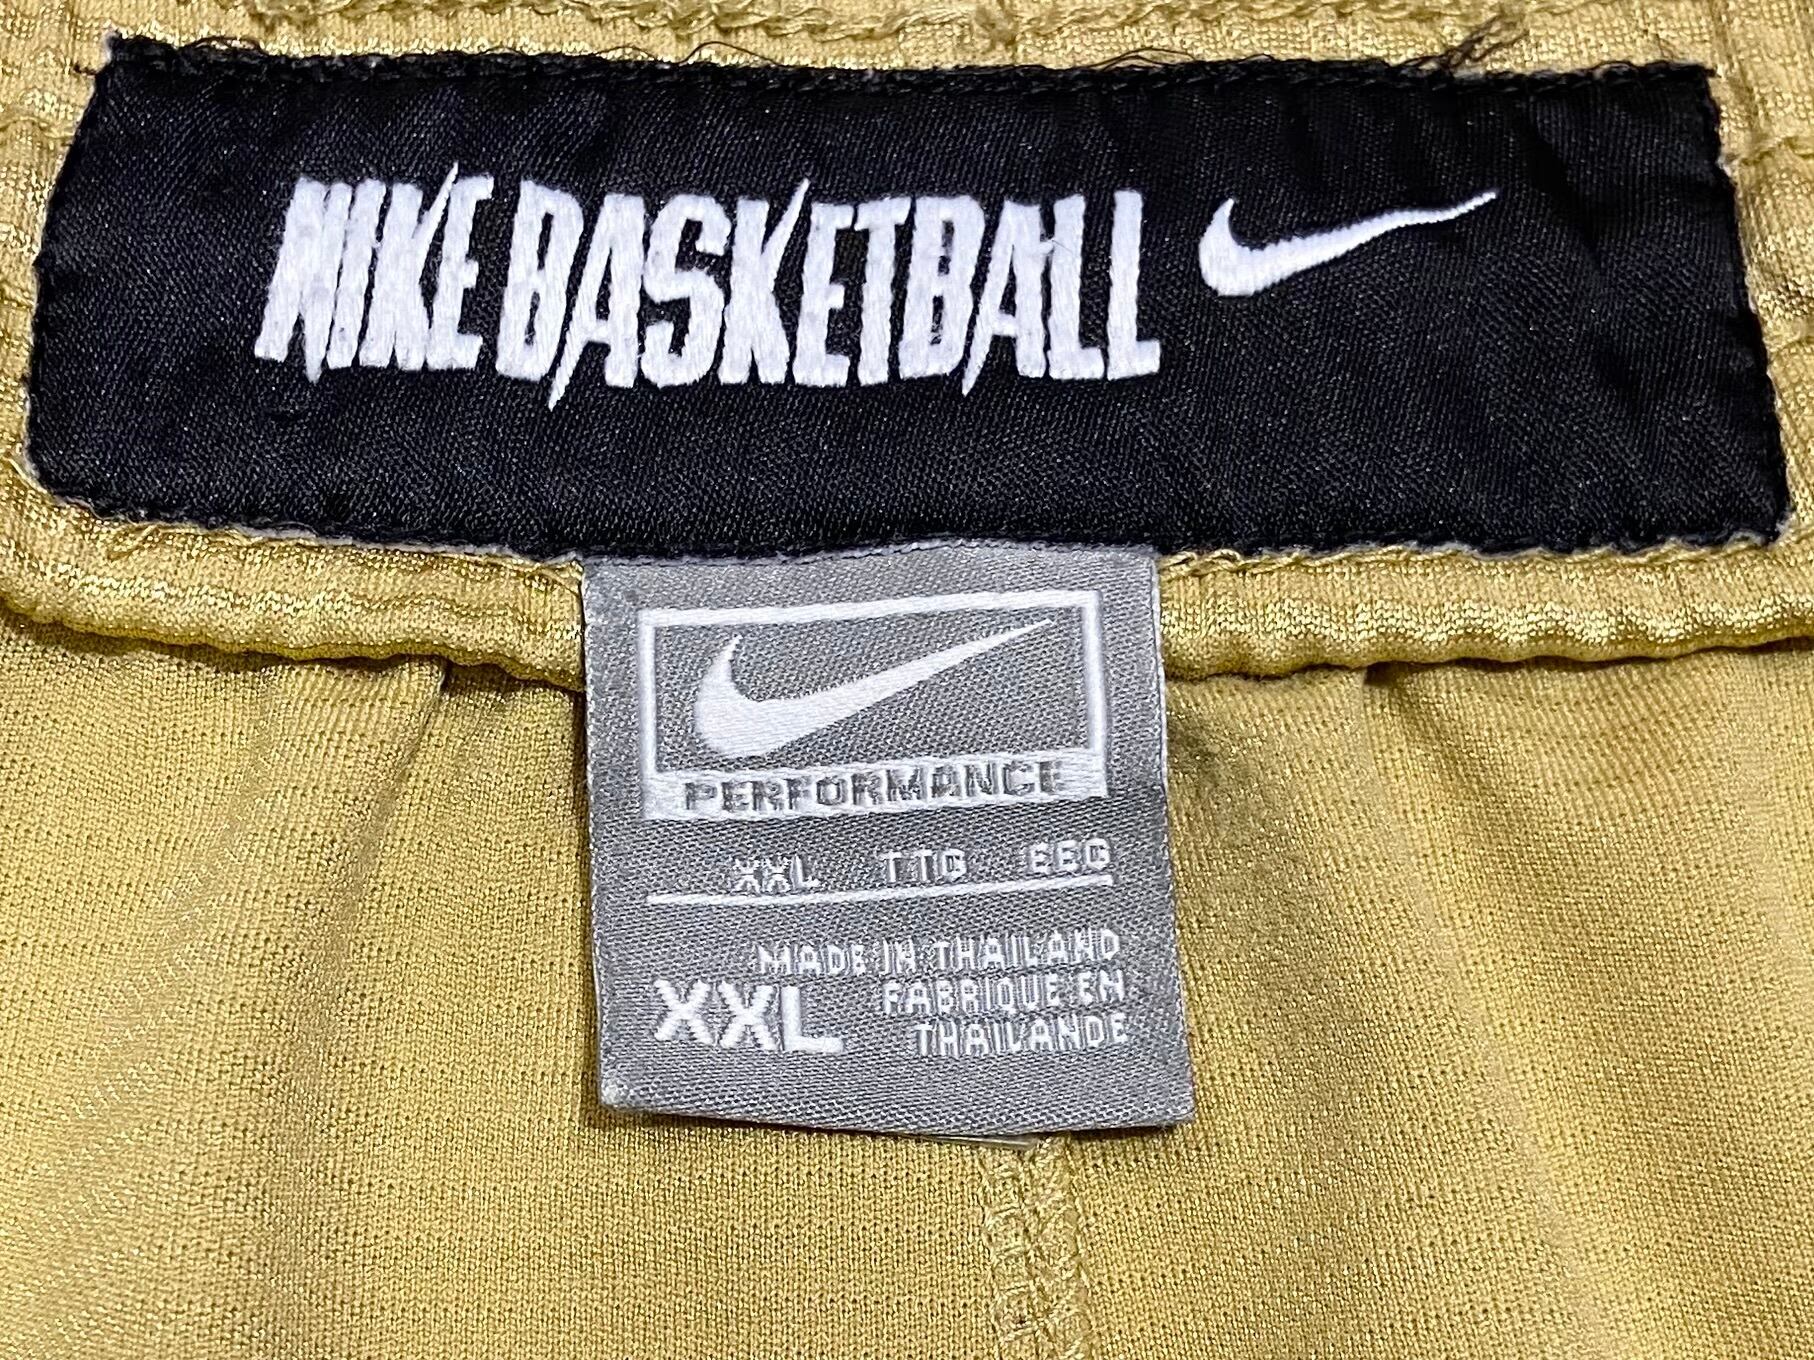 NIKE BASKETBALL
PERFORMANCE
XXL TTG EEG
MADE IN THAILAND
XXL FABRIQUE EN
THAILANDE